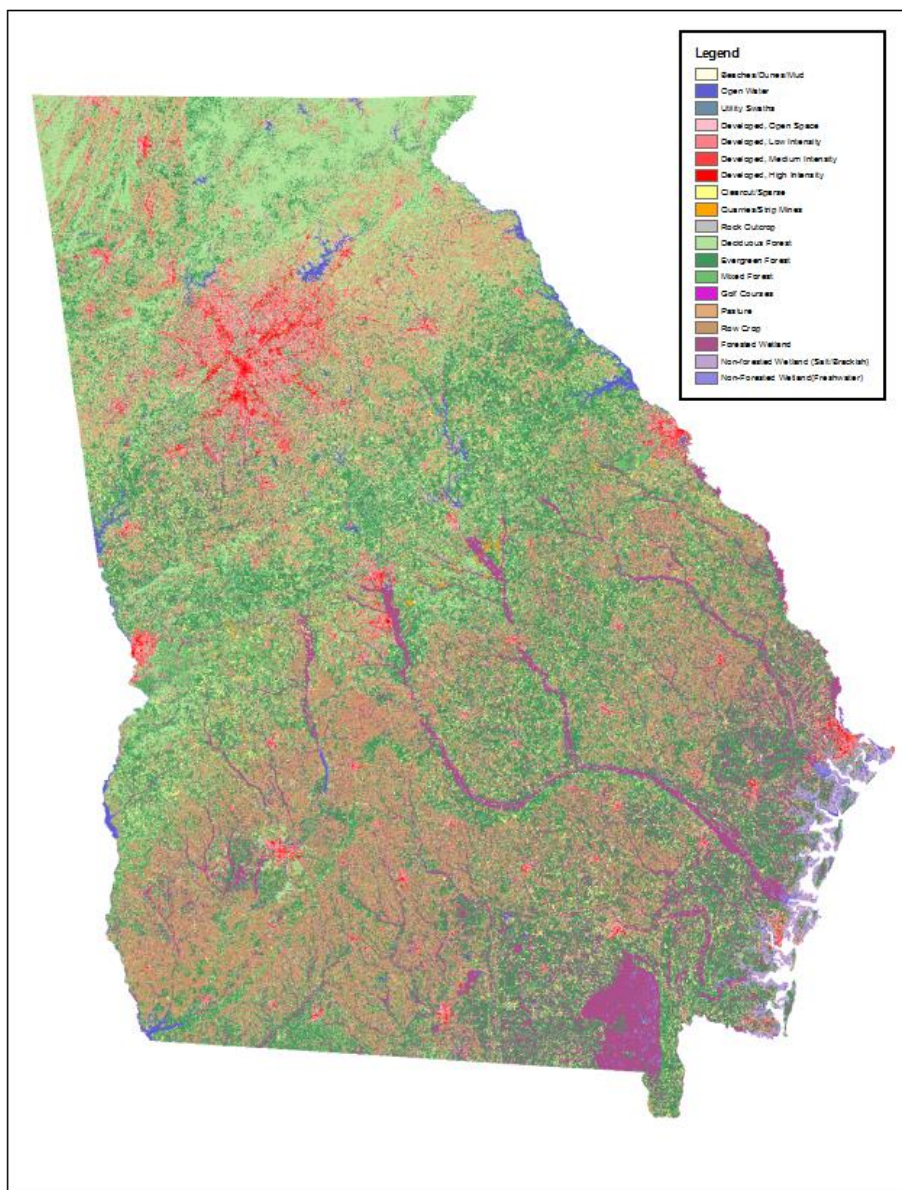 Legend
Beaches/Dunes/Mud
Open Water
Utility Swaths
Developed, Open Space
Developed, Low Intensity
Developed, Medium Intensity
Developed, High Intensity
Clearcut/Sparse
Quarries/Strip Mines
Rock Outcrop
Deciduous Forest
Evergreen Forest
Mixed Forest
Golf Courses
Pasture
Row Crop
Forested Wetland
Non-forested Wetland (Salt/Brackish)
Non-Forested Wetland(Freshwater)